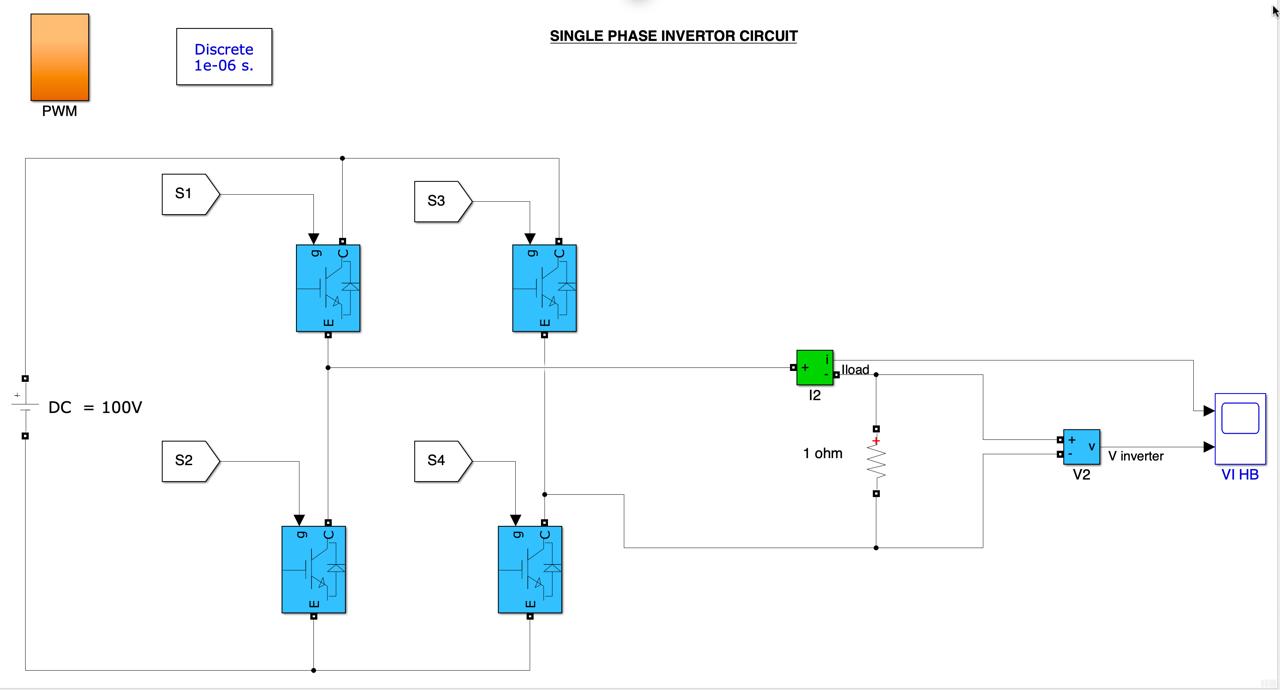 SINGLE PHASE INVERTOR CIRCUIT
Discrete
1e-06 s.
PWM
S1
S3
g
C
E
g
C
E
i
+
-
Iload
I2
+
DC = 100V
+
1 ohm
+
-
v
V inverter
V2
VI HB
S2
S4
g
C
E
g
C
E